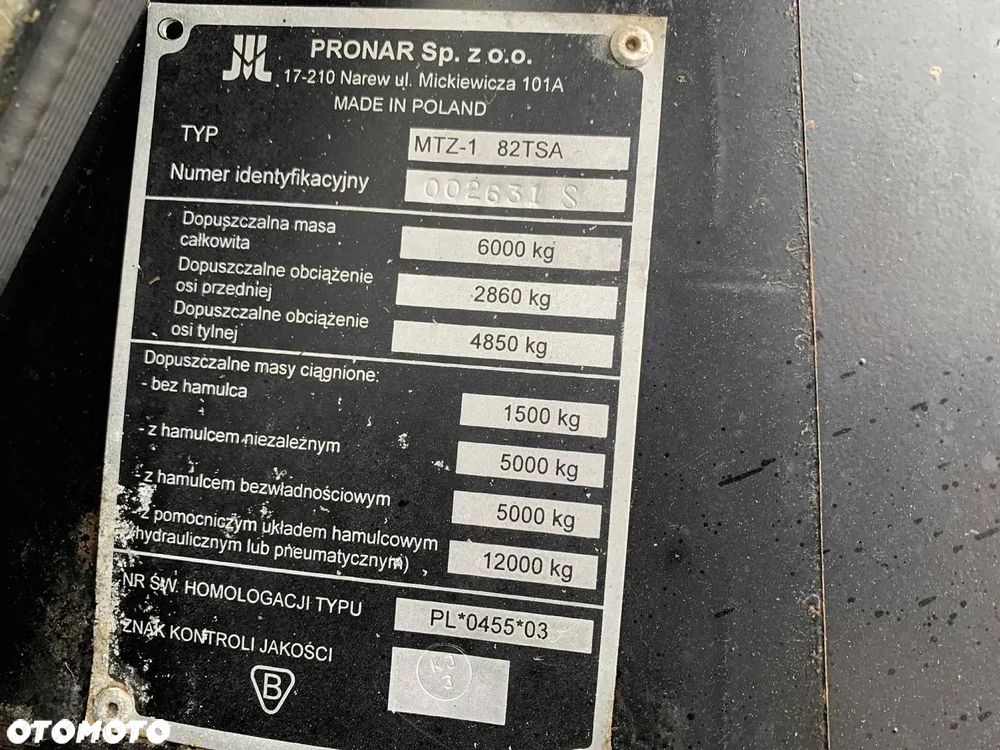 PRONAR Sp. z o.o.
17-210 Narew ul. Mickiewicza 101A
MADE IN POLAND
TYP MTZ-1 82TSA
Numer identyfikacyjny 002631 S
Dopuszczalna masa
całkowita 6000 kg
Dopuszczalne obciążenie
osi przedniej 2860 kg
Dopuszczalne obciążenie
osi tylnej 4850 kg
Dopuszczalne masy ciągnione:
- bez hamulca 1500 kg
- z hamulcem niezależnym 5000 kg
- z hamulcem bezwładnościowym 5000 kg
- z pomocniczym układem hamulcowym
(hydraulicznym lub pneumatycznym) 12000 kg
NR ŚW. HOMOLOGACJI TYPU PL*0455*03
ZNAK KONTROLI JAKOŚCI KJ
3
B
OTOMOTO